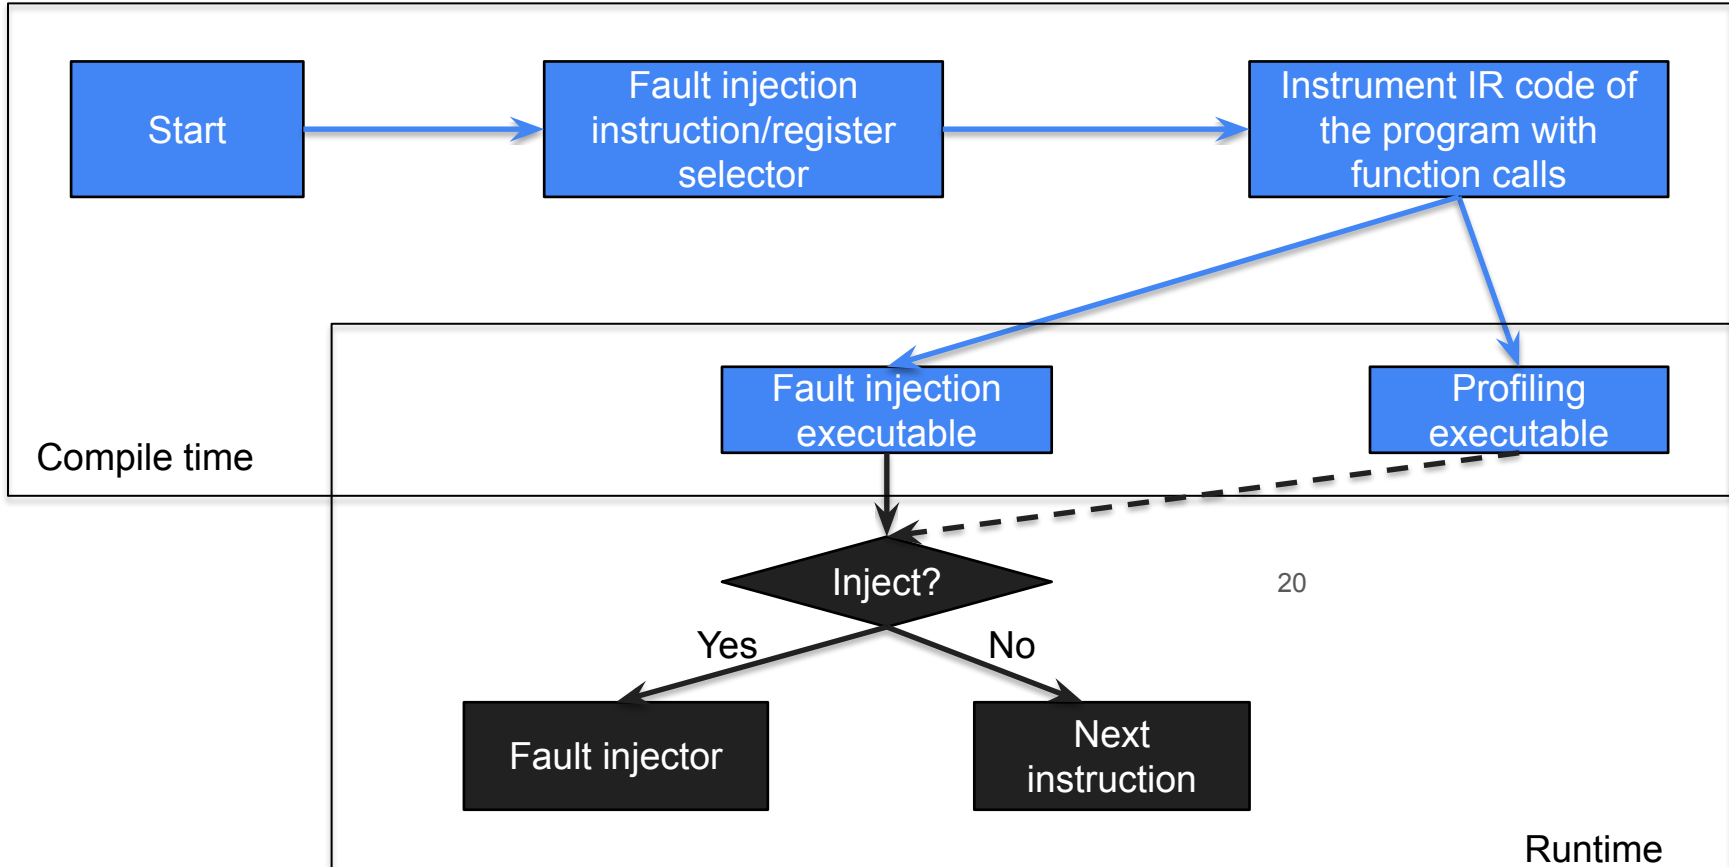 Start
Fault injection
instruction/register
selector
Instrument IR code of
the program with
function calls
Fault injection
executable
Profiling
executable
Compile time
Inject?
20
Yes
No
Fault injector
Next
instruction
Runtime